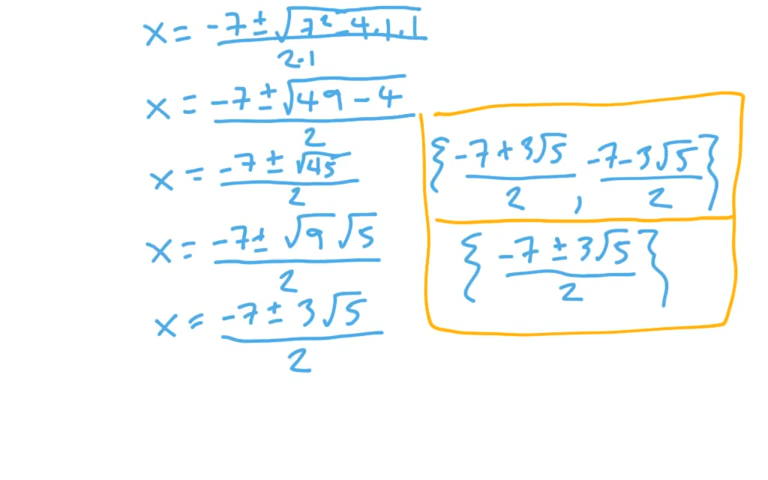 x = (-7 ± √(7² - 4·1·1))/(2·1)
x = (-7 ± √(49 - 4))/2
x = (-7 ± √45)/2
x = (-7 ± √9 √5)/2
x = (-7 ± 3√5)/2
{(-7 + 3√5)/2, (-7 - 3√5)/2}
{(-7 ± 3√5)/2}